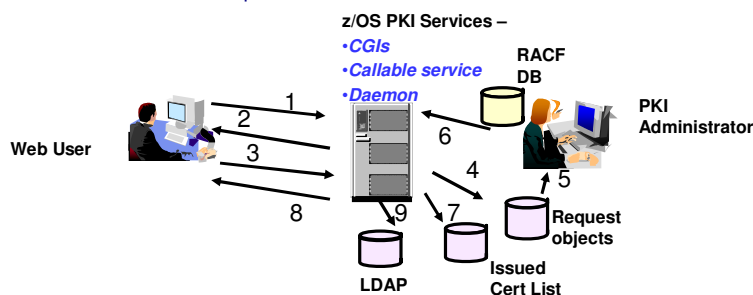 z/OS PKI Services –
•CGIs
•Callable service
•Daemon
RACF
DB
PKI
Administrator
Web User
1
2
3
8
6
4
5
9
7
Request
objects
LDAP
Issued
Cert List